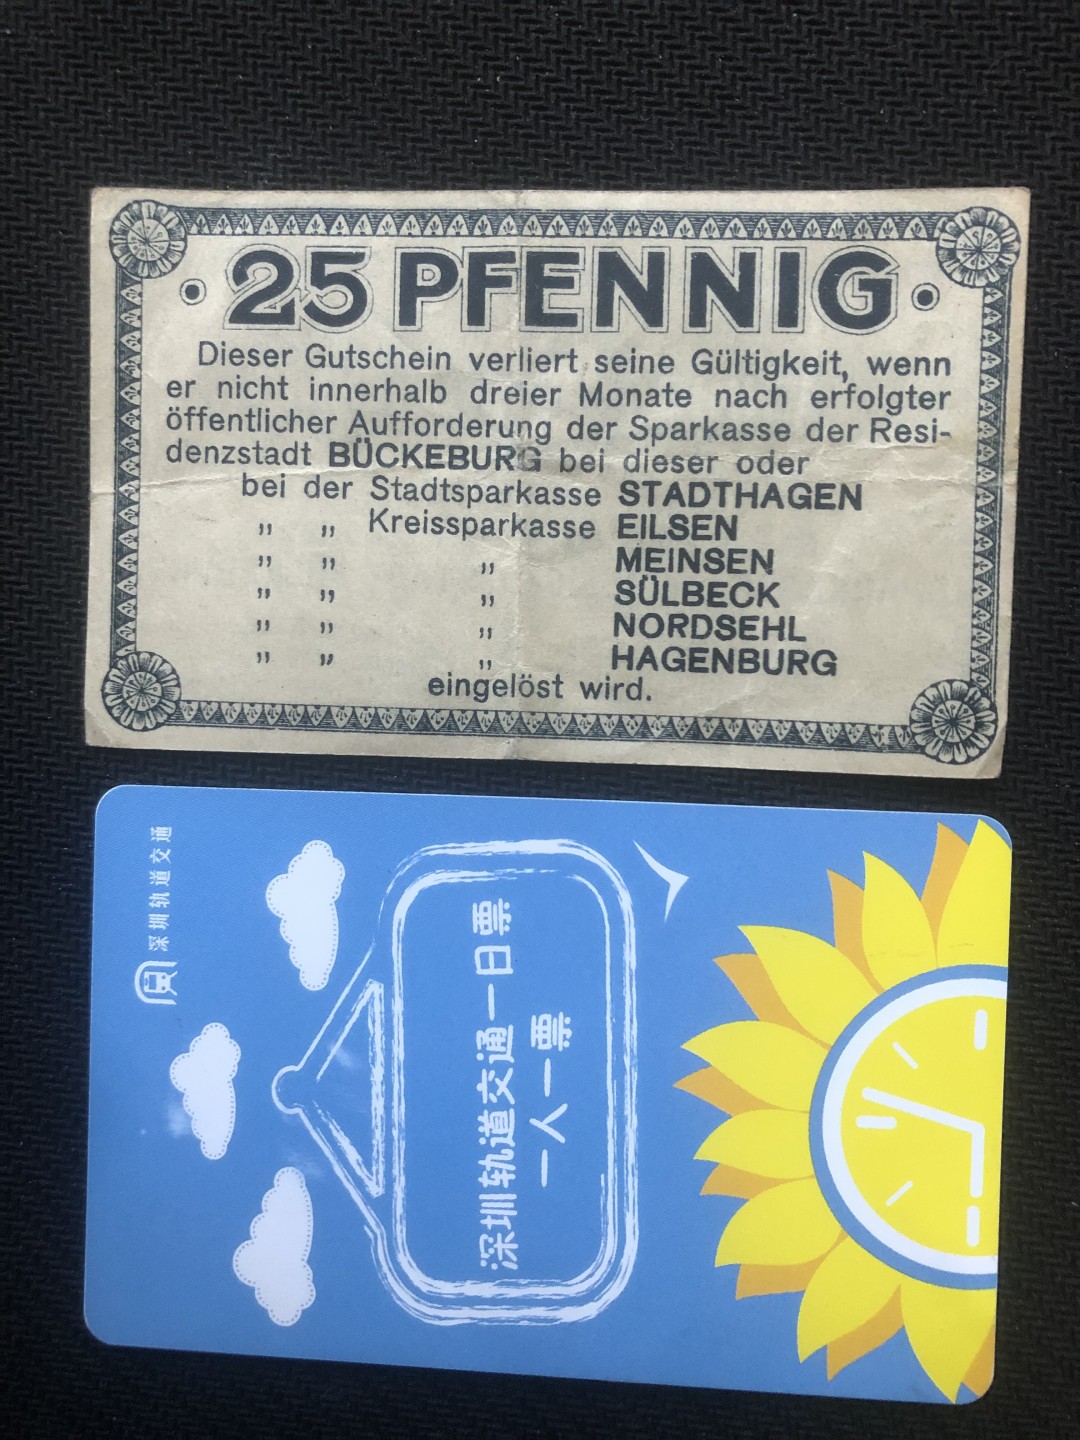 25 PFENNIG
Dieser Gutschein verliert seine Gültigkeit, wenn
er nicht innerhalb dreier Monate nach erfolgter
öffentlicher Aufforderung der Sparkasse der Resi-
denzstadt BÜCKEBURG bei dieser oder
bei der Stadtsparkasse STADTHAGEN
„ „ Kreissparkasse EILSEN
„ „ „ MEINSEN
„ „ „ SÜLBECK
„ „ „ NORDSEHL
„ „ „ HAGENBURG
eingelöst wird.
深圳轨道交通
深圳轨道交通一日票
一人一票